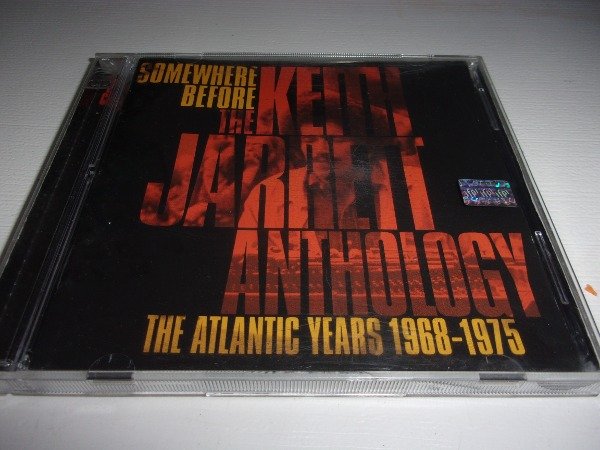 SOMEWHERE
BEFORE
THE KEITH
JARRETT
ANTHOLOGY
THE ATLANTIC YEARS 1968-1975